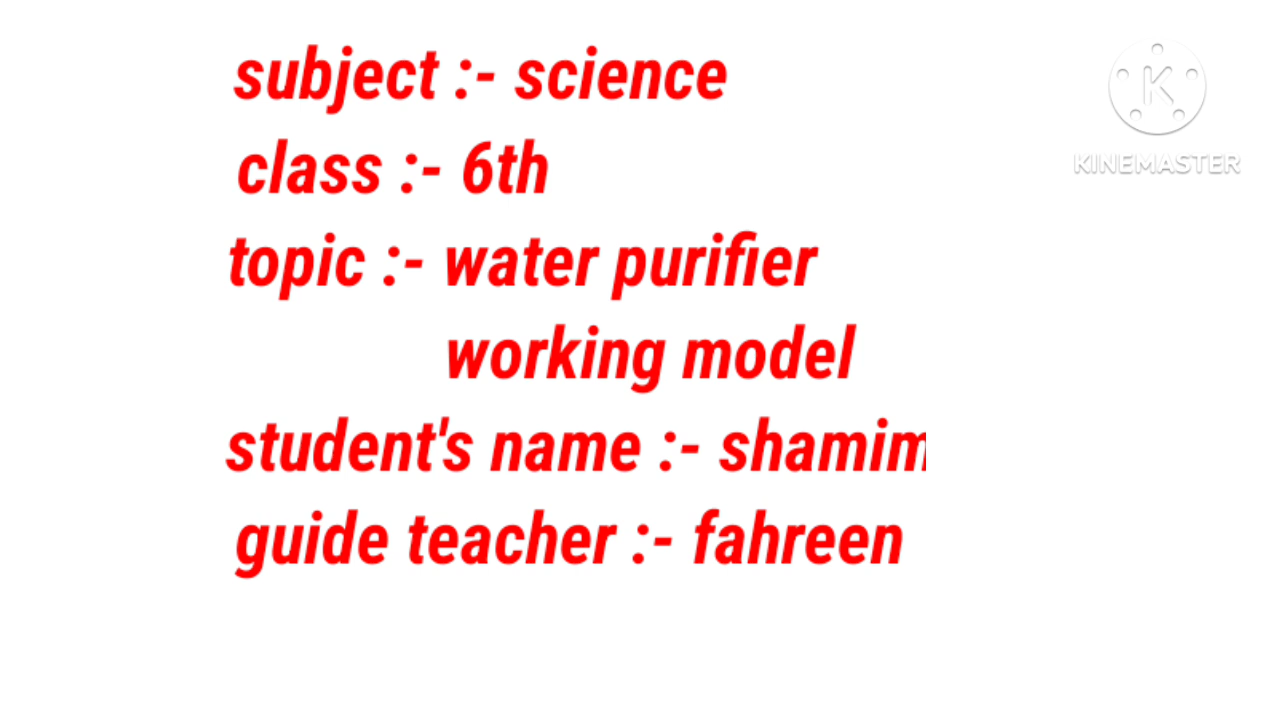 subject :- science
class :- 6th
topic :- water purifier
working model
student's name :- shamim
guide teacher :- fahreen
KINEMASTER